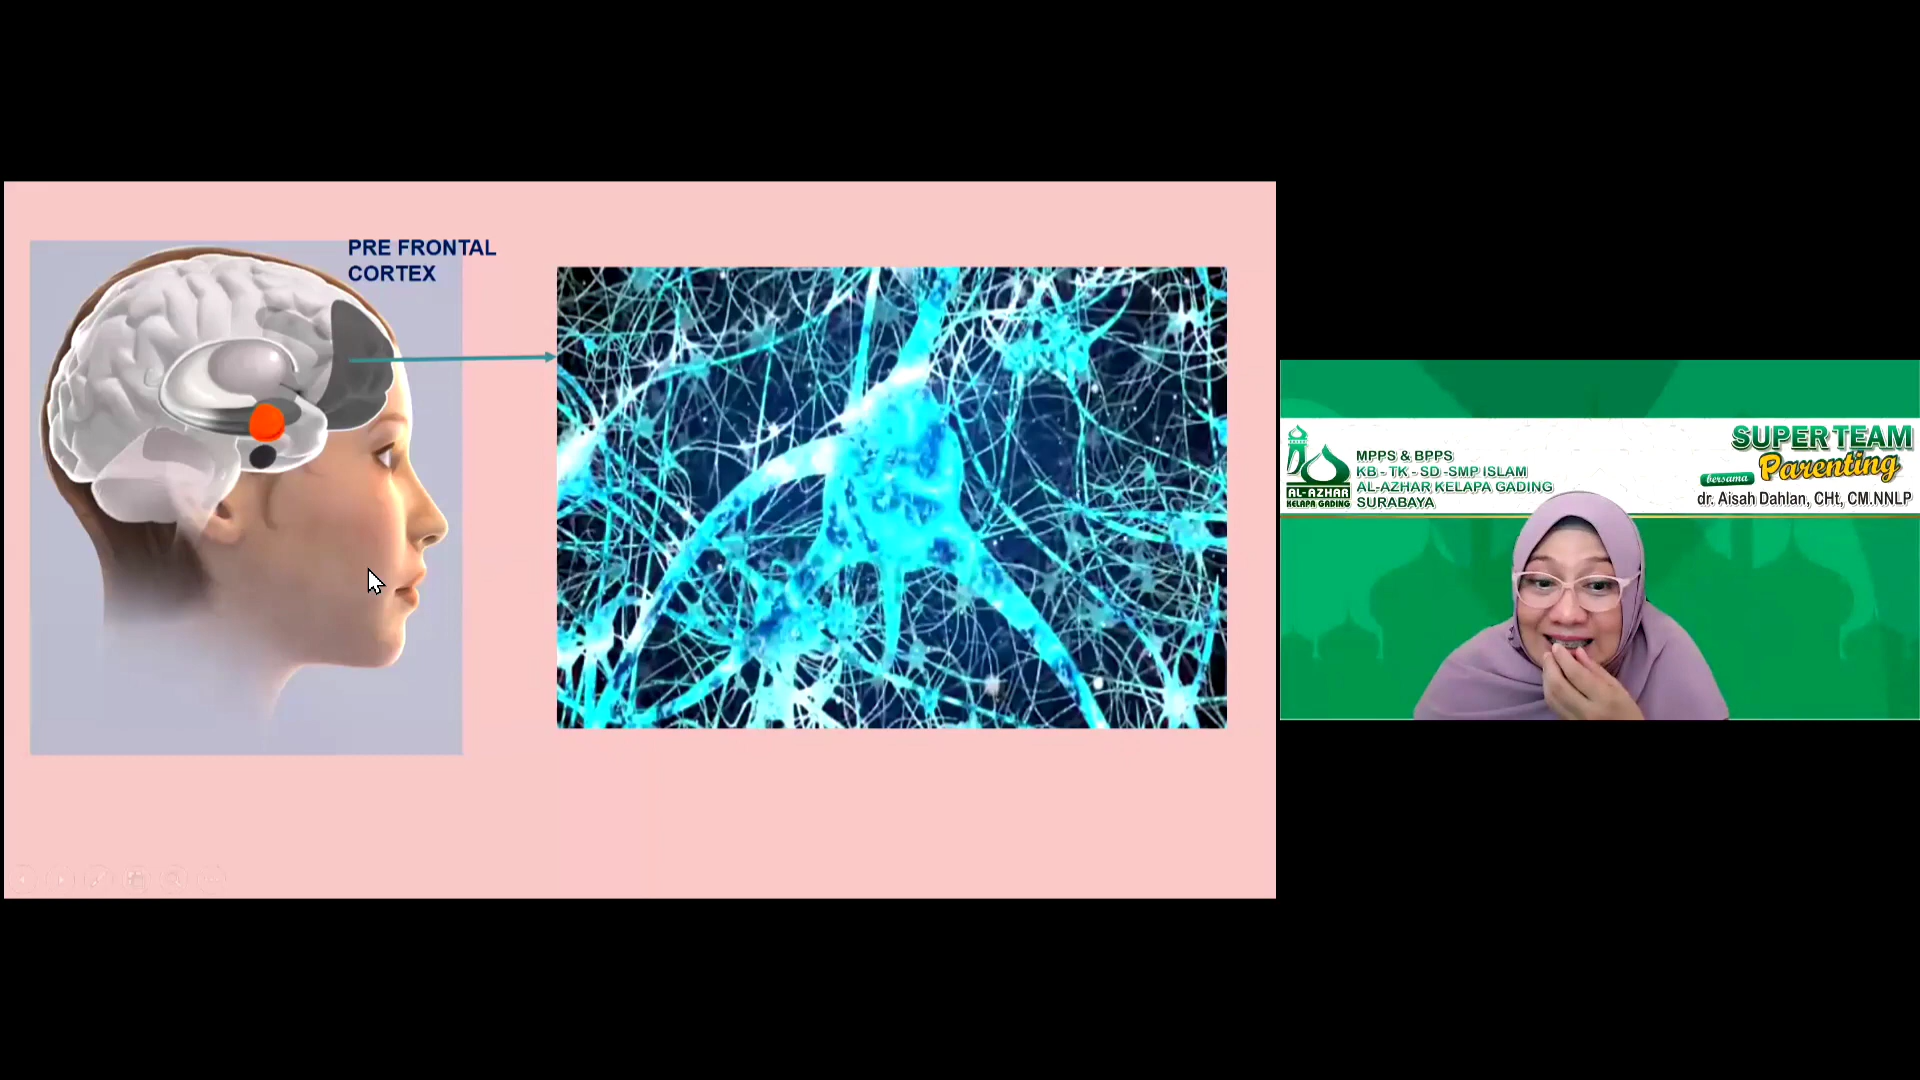 PRE FRONTAL
CORTEX
AL-AZHAR
KELAPA GADING
MPPS & BPPS
KB - TK - SD -SMP ISLAM
AL-AZHAR KELAPA GADING
SURABAYA
SUPER TEAM
bersama Parenting
dr. Aisah Dahlan, CHt, CM.NNLP